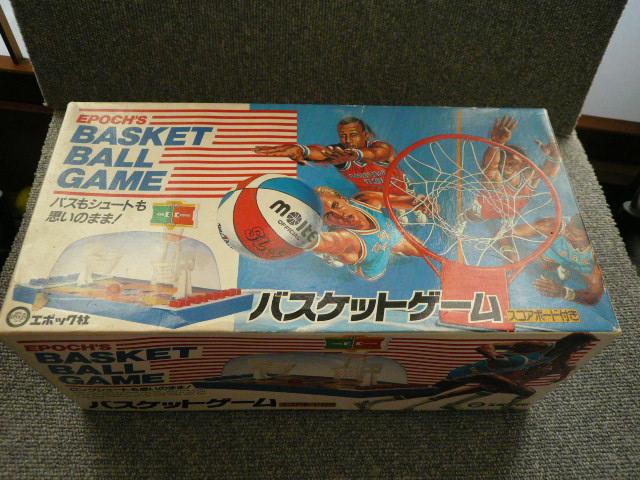 EPOCH'S
BASKET
BALL
GAME
パスもシュートも
思いのまま!
molten
OFFICIAL
エポック社
バスケットゲーム
スコアボード付き
EPOCH'S
BASKET
BALL
GAME
バスケットゲーム